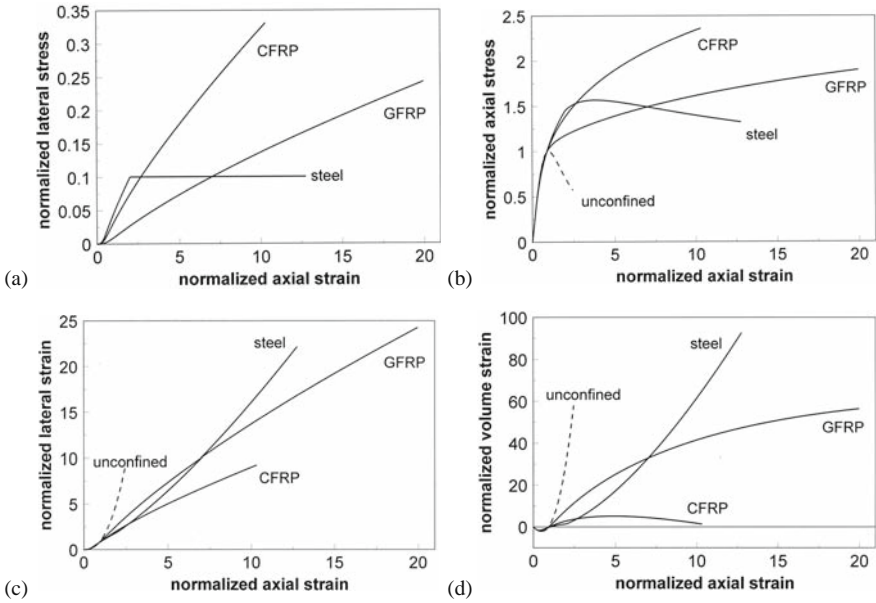 normalized lateral stress
0.35
0.3
0.25
0.2
0.15
0.1
0.05
0
CFRP
GFRP
steel
0 5 10 15 20
normalized axial strain
(a)
normalized axial stress
2.5
2
1.5
1
0.5
0
CFRP
GFRP
steel
unconfined
0 5 10 15 20
normalized axial strain
(b)
normalized lateral strain
25
20
15
10
5
0
steel
GFRP
unconfined
CFRP
0 5 10 15 20
normalized axial strain
(c)
normalized volume strain
100
80
60
40
20
0
steel
unconfined
GFRP
CFRP
0 5 10 15 20
normalized axial strain
(d)